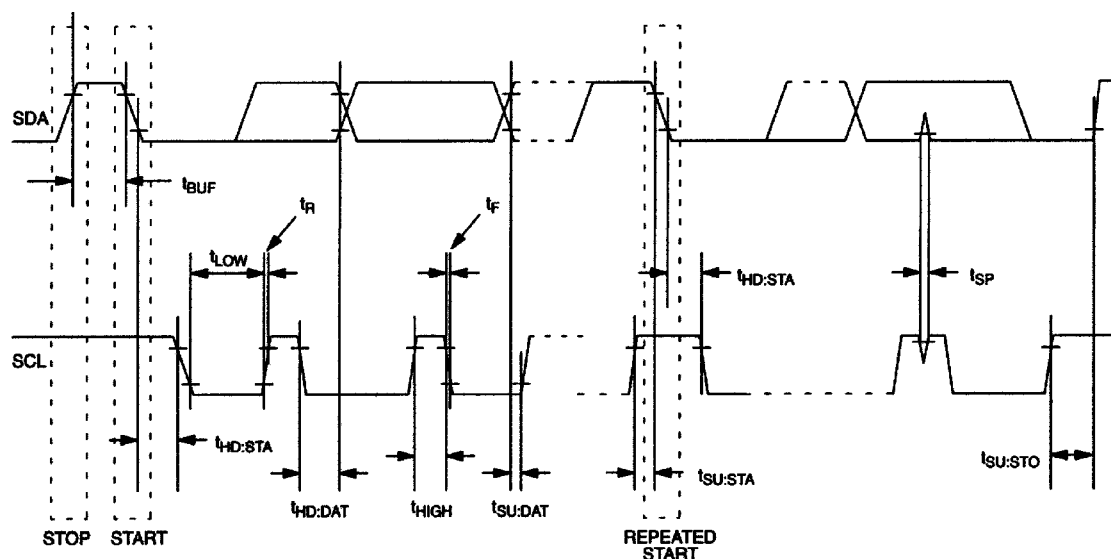 SDA
tBUF
tR
tF
tLOW
tHD:STA
tSP
SCL
tHD:STA
tSU:STA
tSU:STO
tHD:DAT
tHIGH
tSU:DAT
STOP
START
REPEATED
START